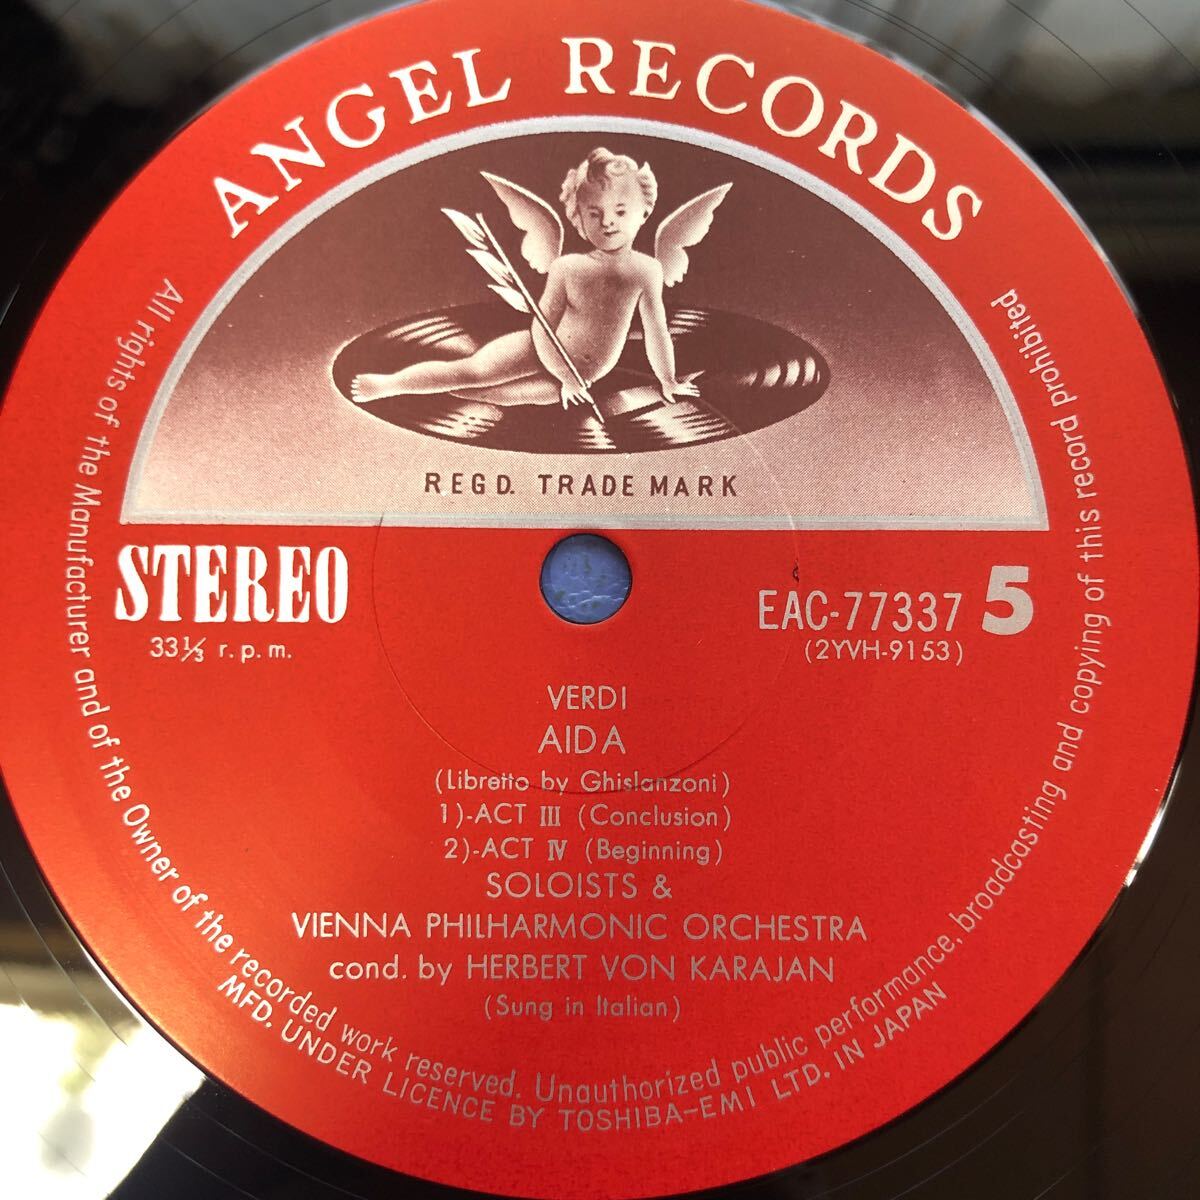 ANGEL RECORDS
REGD. TRADE MARK
STEREO
33⅓ r.p.m.
EAC-77337 5
(2YVH-9153)
VERDI
AIDA
(Libretto by Ghislanzoni)
1)-ACT III (Conclusion)
2)-ACT IV (Beginning)
SOLOISTS &
VIENNA PHILHARMONIC ORCHESTRA
cond. by HERBERT VON KARAJAN
(Sung in Italian)
All rights of the Manufacturer and of the Owner of the recorded work reserved. Unauthorized public performance, broadcasting and copying of this record prohibited
MFD. UNDER LICENCE BY TOSHIBA-EMI LTD. IN JAPAN